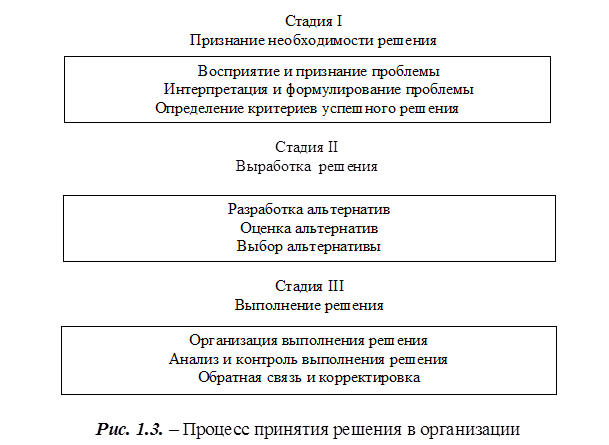 Стадия I
Признание необходимости решения
Восприятие и признание проблемы
Интерпретация и формулирование проблемы
Определение критериев успешного решения
Стадия II
Выработка решения
Разработка альтернатив
Оценка альтернатив
Выбор альтернативы
Стадия III
Выполнение решения
Организация выполнения решения
Анализ и контроль выполнения решения
Обратная связь и корректировка
Рис. 1.3. – Процесс принятия решения в организации